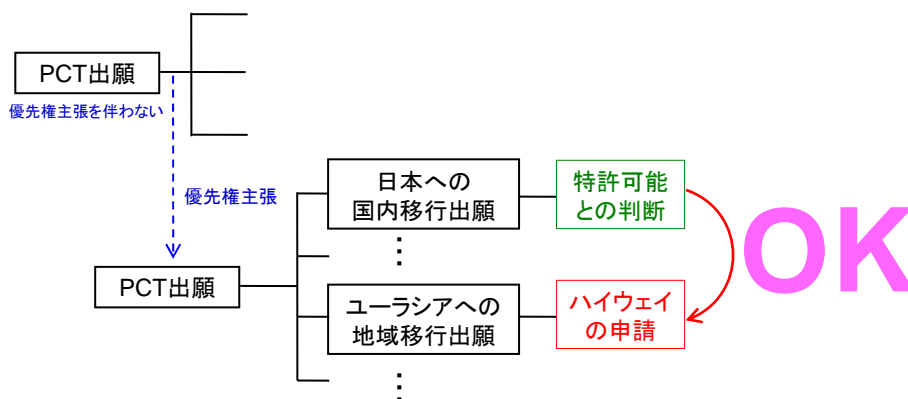 PCT出願
優先権主張を伴わない
優先権主張
PCT出願
日本への
国内移行出願
特許可能
との判断
ユーラシアへの
地域移行出願
ハイウェイ
の申請
OK